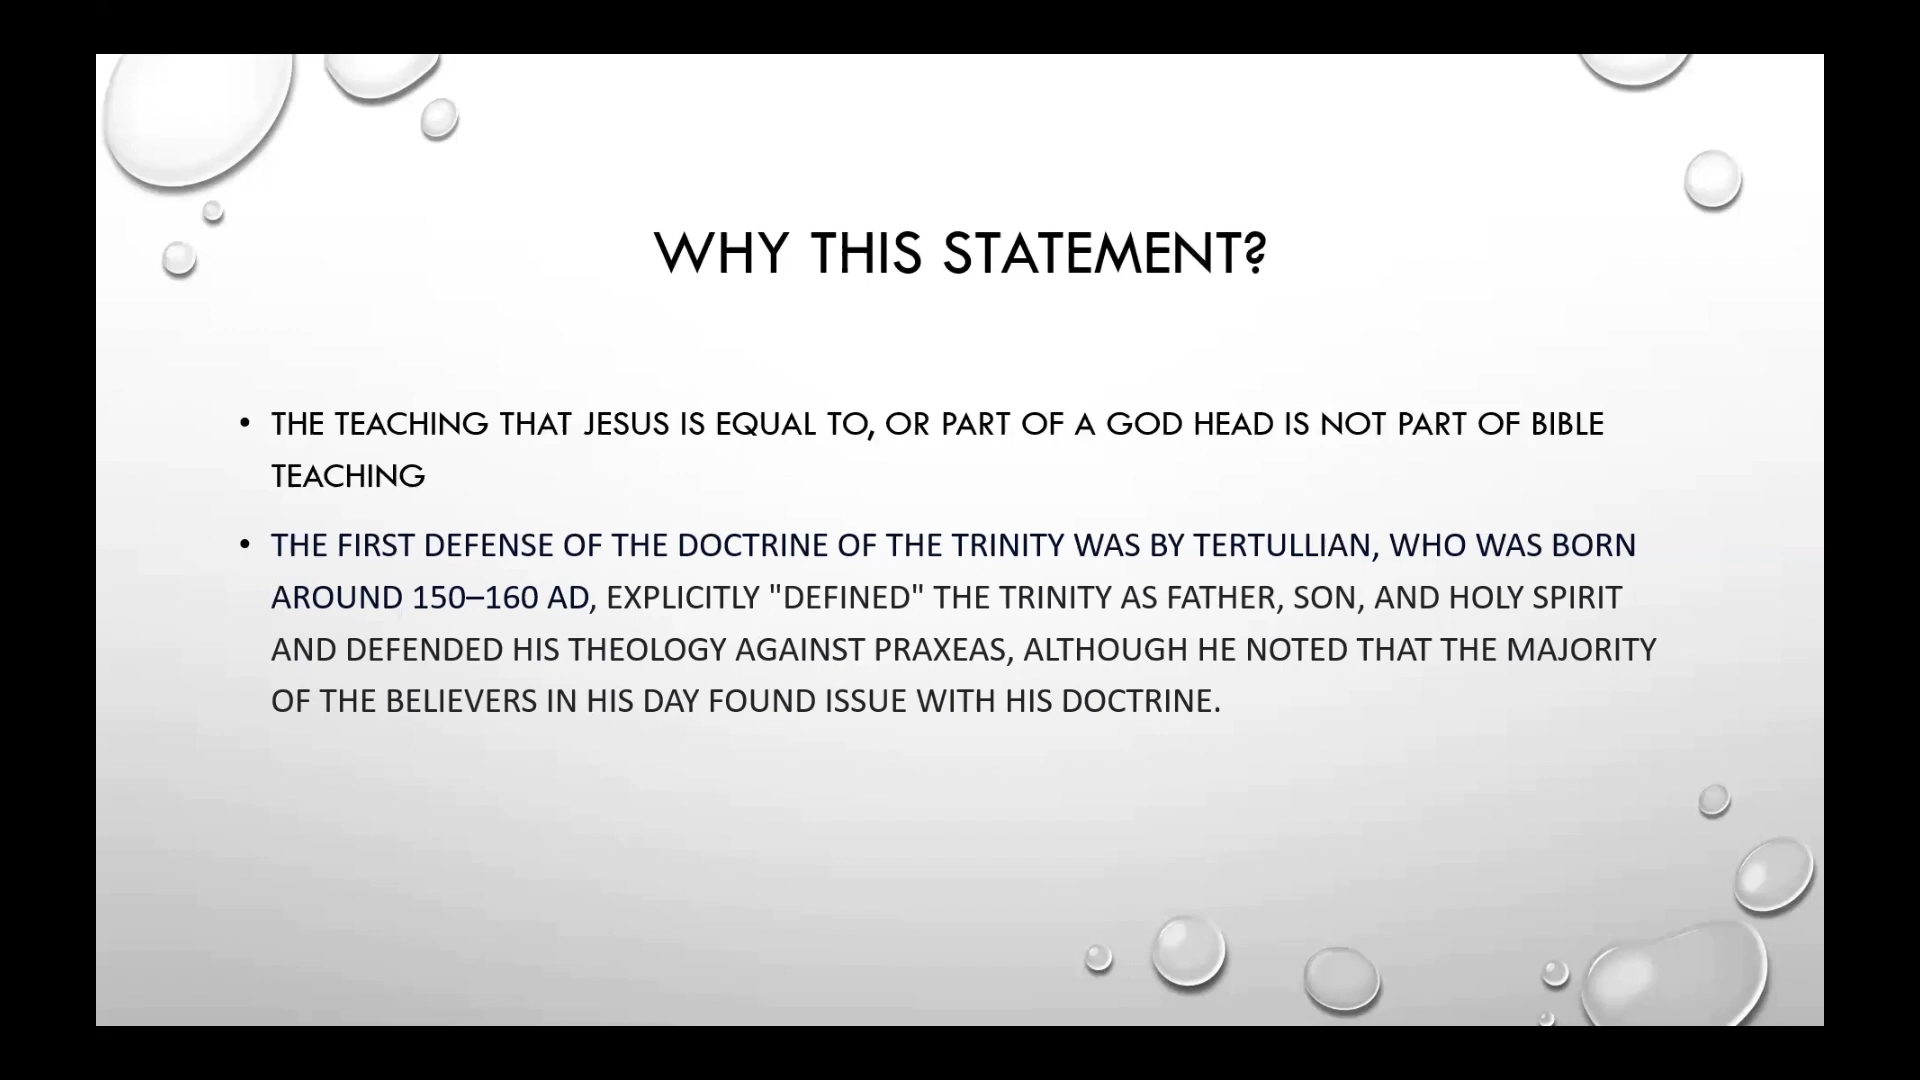 WHY THIS STATEMENT?
• THE TEACHING THAT JESUS IS EQUAL TO, OR PART OF A GOD HEAD IS NOT PART OF BIBLE
TEACHING
• THE FIRST DEFENSE OF THE DOCTRINE OF THE TRINITY WAS BY TERTULLIAN, WHO WAS BORN
AROUND 150–160 AD, EXPLICITLY "DEFINED" THE TRINITY AS FATHER, SON, AND HOLY SPIRIT
AND DEFENDED HIS THEOLOGY AGAINST PRAXEAS, ALTHOUGH HE NOTED THAT THE MAJORITY
OF THE BELIEVERS IN HIS DAY FOUND ISSUE WITH HIS DOCTRINE.